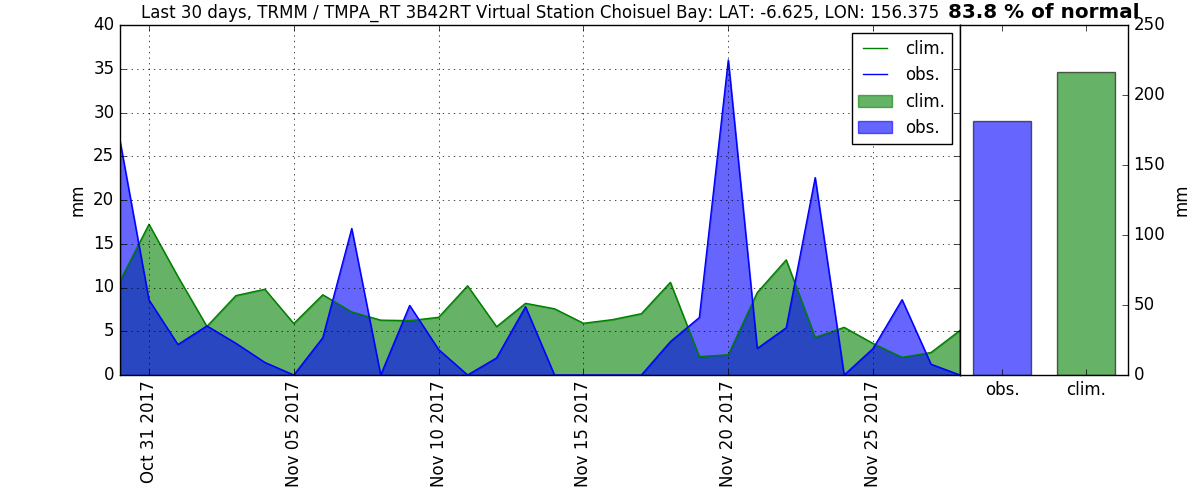 Last 30 days, TRMM / TMPA_RT 3B42RT Virtual Station Choisuel Bay: LAT: -6.625, LON: 156.375 83.8 % of normal
40
35
30
25
20
15
10
5
0
mm
clim.
obs.
clim.
obs.
250
200
150
100
50
0
mm
Oct 31 2017
Nov 05 2017
Nov 10 2017
Nov 15 2017
Nov 20 2017
Nov 25 2017
obs.
clim.